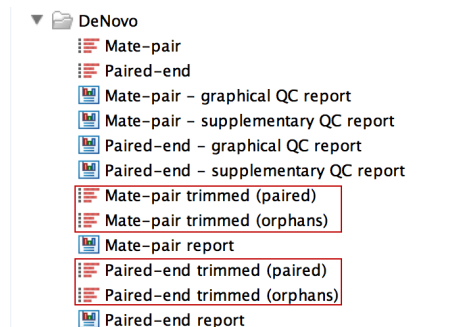 DeNovo
Mate-pair
Paired-end
Mate-pair – graphical QC report
Mate-pair – supplementary QC report
Paired-end – graphical QC report
Paired-end – supplementary QC report
Mate-pair trimmed (paired)
Mate-pair trimmed (orphans)
Mate-pair report
Paired-end trimmed (paired)
Paired-end trimmed (orphans)
Paired-end report